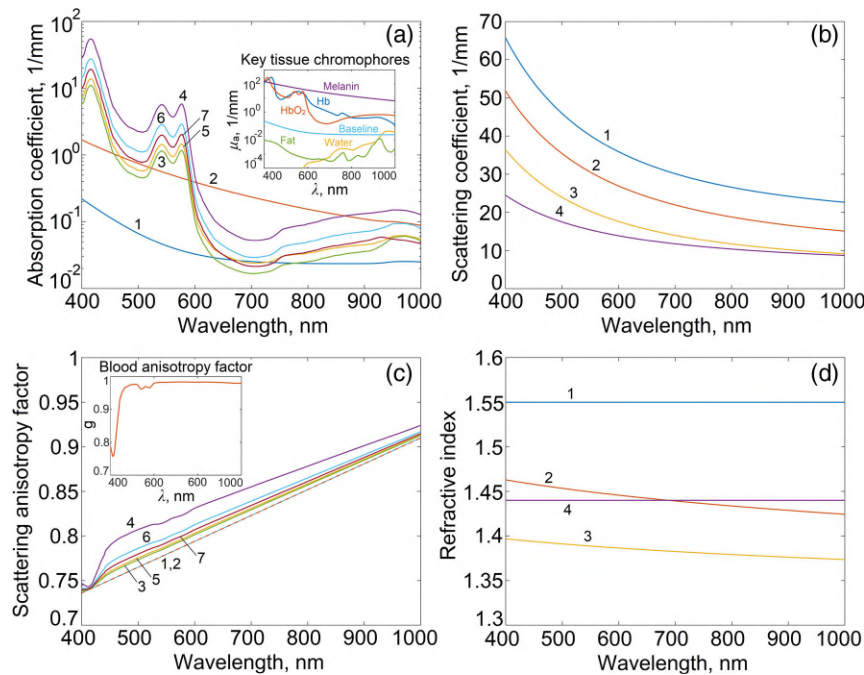 (a)
Absorption coefficient, 1/mm
10^2
10^1
10^0
10^-1
10^-2
400 500 600 700 800 900 1000
Wavelength, nm
1
2
3
4
5
6
7
Key tissue chromophores
μa, 1/mm
10^2
10^0
10^-2
10^-4
400 600 800 1000
λ, nm
Melanin
Hb
HbO2
Baseline
Water
Fat
(b)
Scattering coefficient, 1/mm
70
60
50
40
30
20
10
0
400 500 600 700 800 900 1000
Wavelength, nm
1
2
3
4
(c)
Scattering anisotropy factor
1
0.95
0.9
0.85
0.8
0.75
0.7
400 500 600 700 800 900 1000
Wavelength, nm
4
6
1,2
7
5
3
Blood anisotropy factor
g
1
0.9
0.8
0.7
400 600 800 1000
λ, nm
(d)
Refractive index
1.6
1.55
1.5
1.45
1.4
1.35
1.3
400 500 600 700 800 900 1000
Wavelength, nm
1
2
4
3